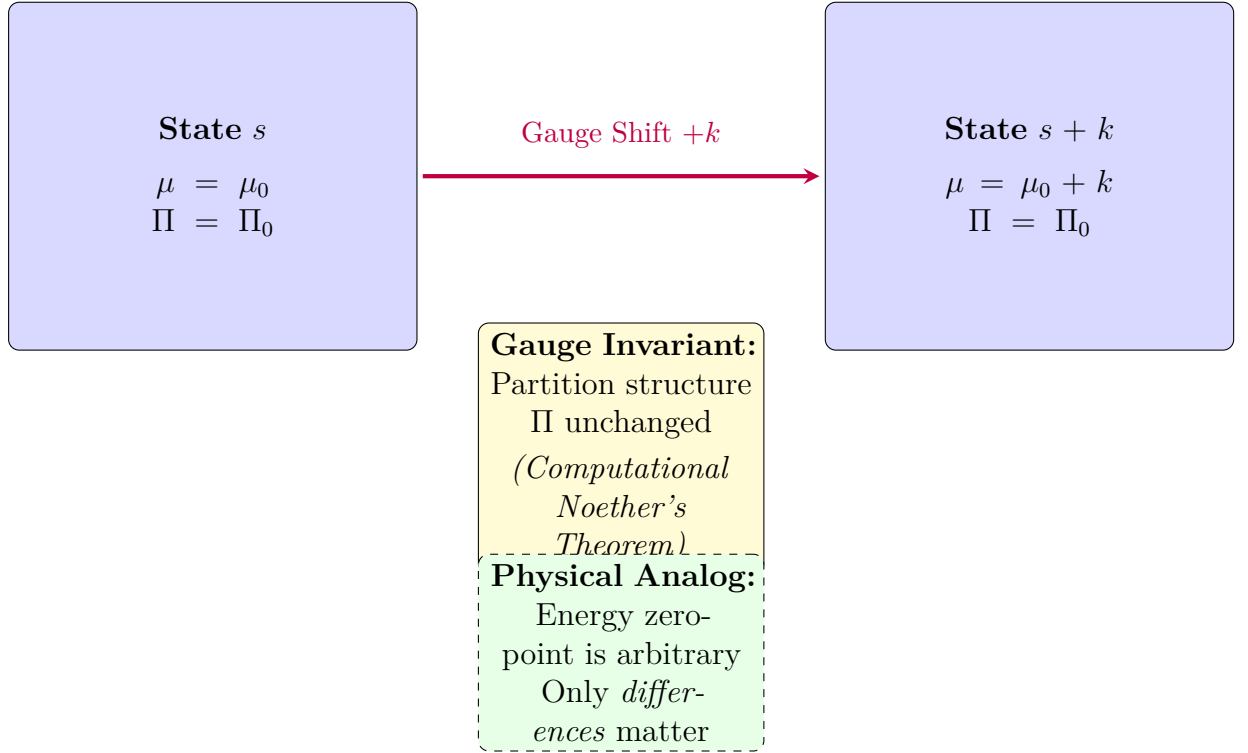 State s
μ = μ₀
Π = Π₀
Gauge Shift +k
State s + k
μ = μ₀ + k
Π = Π₀
Gauge Invariant:
Partition structure
Π unchanged
(Computational
Noether's
Theorem)
Physical Analog:
Energy zero-
point is arbitrary
Only differ-
ences matter